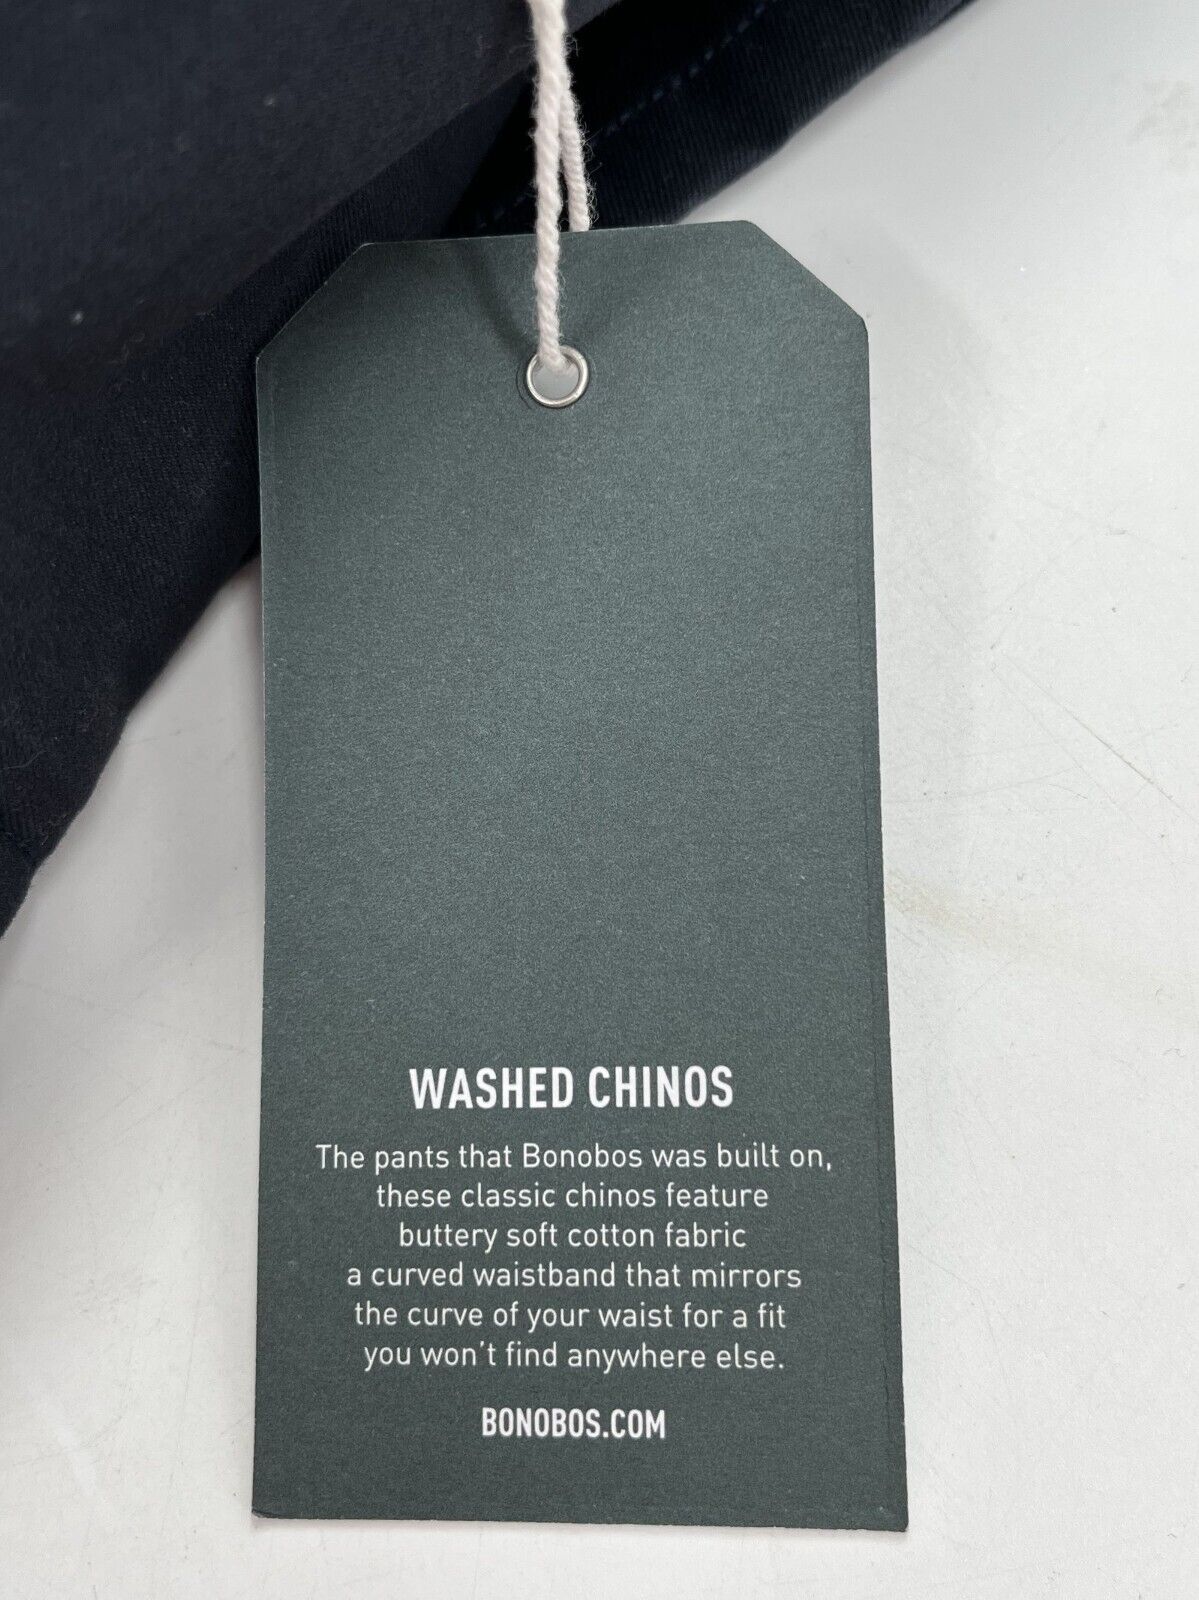 WASHED CHINOS
The pants that Bonobos was built on,
these classic chinos feature
buttery soft cotton fabric
a curved waistband that mirrors
the curve of your waist for a fit
you won't find anywhere else.
BONOBOS.COM